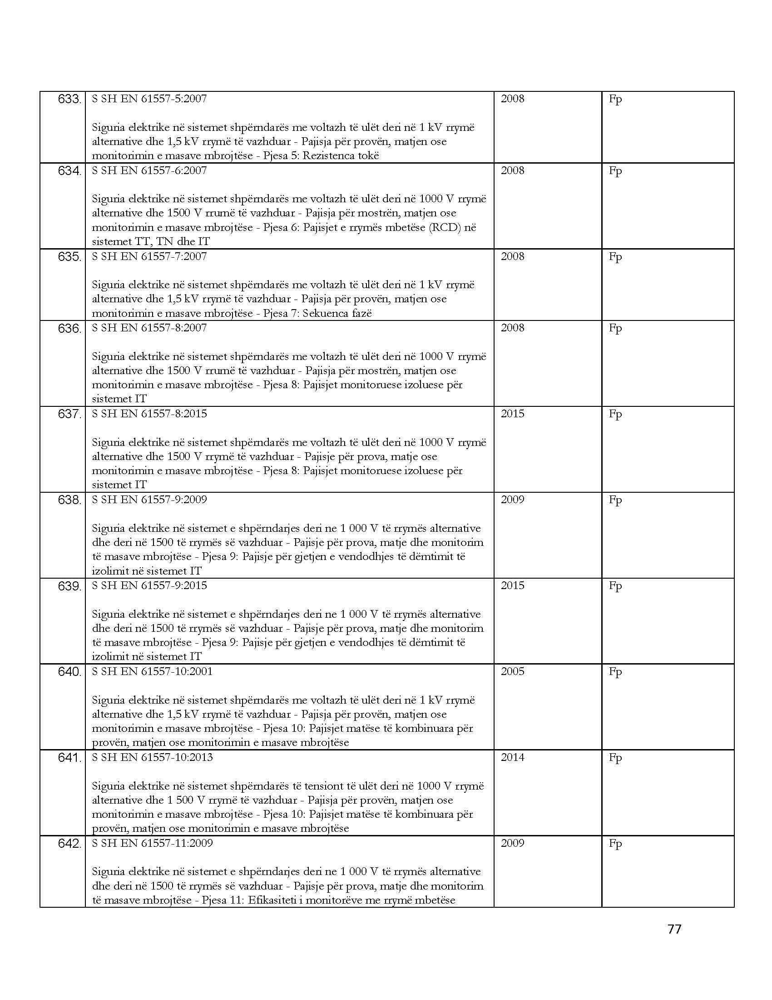 633. S SH EN 61557-5:2007 2008 Fp
Siguria elektrike në sistemet shpërndarës me voltazh të ulët deri në 1 kV rrymë
alternative dhe 1,5 kV rrymë të vazhduar - Pajisja për provën, matjen ose
monitorimin e masave mbrojtëse - Pjesa 5: Rezistenca tokë
634. S SH EN 61557-6:2007 2008 Fp
Siguria elektrike në sistemet shpërndarës me voltazh të ulët deri në 1000 V rrymë
alternative dhe 1500 V rrumë të vazhduar - Pajisja për mostrën, matjen ose
monitorimin e masave mbrojtëse - Pjesa 6: Pajisjet e rrymës mbetëse (RCD) në
sistemet TT, TN dhe IT
635. S SH EN 61557-7:2007 2008 Fp
Siguria elektrike në sistemet shpërndarës me voltazh të ulët deri në 1 kV rrymë
alternative dhe 1,5 kV rrymë të vazhduar - Pajisja për provën, matjen ose
monitorimin e masave mbrojtëse - Pjesa 7: Sekuenca fazë
636. S SH EN 61557-8:2007 2008 Fp
Siguria elektrike në sistemet shpërndarës me voltazh të ulët deri në 1000 V rrymë
alternative dhe 1500 V rrumë të vazhduar - Pajisja për mostrën, matjen ose
monitorimin e masave mbrojtëse - Pjesa 8: Pajisjet monitoruese izoluese për
sistemet IT
637. S SH EN 61557-8:2015 2015 Fp
Siguria elektrike në sistemet shpërndarës me voltazh të ulët deri në 1000 V rrymë
alternative dhe 1500 V rrymë të vazhduar - Pajisje për prova, matje ose
monitorimin e masave mbrojtëse - Pjesa 8: Pajisjet monitoruese izoluese për
sistemet IT
638. S SH EN 61557-9:2009 2009 Fp
Siguria elektrike në sistemet e shpërndarjes deri ne 1 000 V të rrymës alternative
dhe deri në 1500 të rrymës së vazhduar - Pajisje për prova, matje dhe monitorim
të masave mbrojtëse - Pjesa 9: Pajisje për gjetjen e vendodhjes të dëmtimit të
izolimit në sistemet IT
639. S SH EN 61557-9:2015 2015 Fp
Siguria elektrike në sistemet e shpërndarjes deri ne 1 000 V të rrymës alternative
dhe deri në 1500 të rrymës së vazhduar - Pajisje për prova, matje dhe monitorim
të masave mbrojtëse - Pjesa 9: Pajisje për gjetjen e vendodhjes të dëmtimit të
izolimit në sistemet IT
640. S SH EN 61557-10:2001 2005 Fp
Siguria elektrike në sistemet shpërndarës me voltazh të ulët deri në 1 kV rrymë
alternative dhe 1,5 kV rrymë të vazhduar - Pajisja për provën, matjen ose
monitorimin e masave mbrojtëse - Pjesa 10: Pajisjet matëse të kombinuara për
provën, matjen ose monitorimin e masave mbrojtëse
641. S SH EN 61557-10:2013 2014 Fp
Siguria elektrike në sistemet shpërndarës të tensiont të ulët deri në 1000 V rrymë
alternative dhe 1 500 V rrymë të vazhduar - Pajisja për provën, matjen ose
monitorimin e masave mbrojtëse - Pjesa 10: Pajisjet matëse të kombinuara për
provën, matjen ose monitorimin e masave mbrojtëse
642. S SH EN 61557-11:2009 2009 Fp
Siguria elektrike në sistemet e shpërndarjes deri ne 1 000 V të rrymës alternative
dhe deri në 1500 të rrymës së vazhduar - Pajisje për prova, matje dhe monitorim
të masave mbrojtëse - Pjesa 11: Efikasiteti i monitorëve me rrymë mbetëse
77